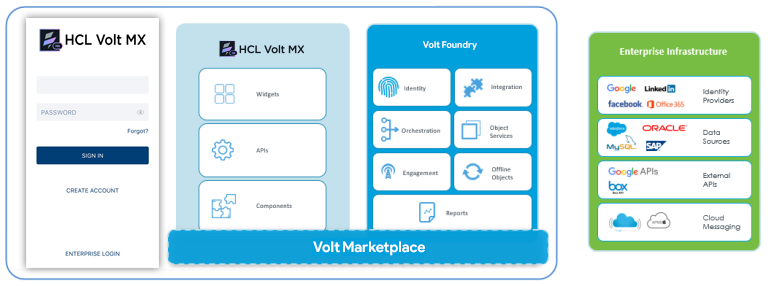 HCL Volt MX
PASSWORD
Forgot?
SIGN IN
CREATE ACCOUNT
ENTERPRISE LOGIN
HCL Volt MX
Widgets
APIs
Components
Volt Foundry
Identity
Integration
Orchestration
Object
Services
Engagement
Offline
Objects
Reports
Volt Marketplace
Enterprise Infrastructure
Google
LinkedIn
facebook
Office 365
Identity
Providers
salesforce
ORACLE
MySQL
SAP
Data
Sources
Google APIs
box
External
APIs
Cloud
Messaging